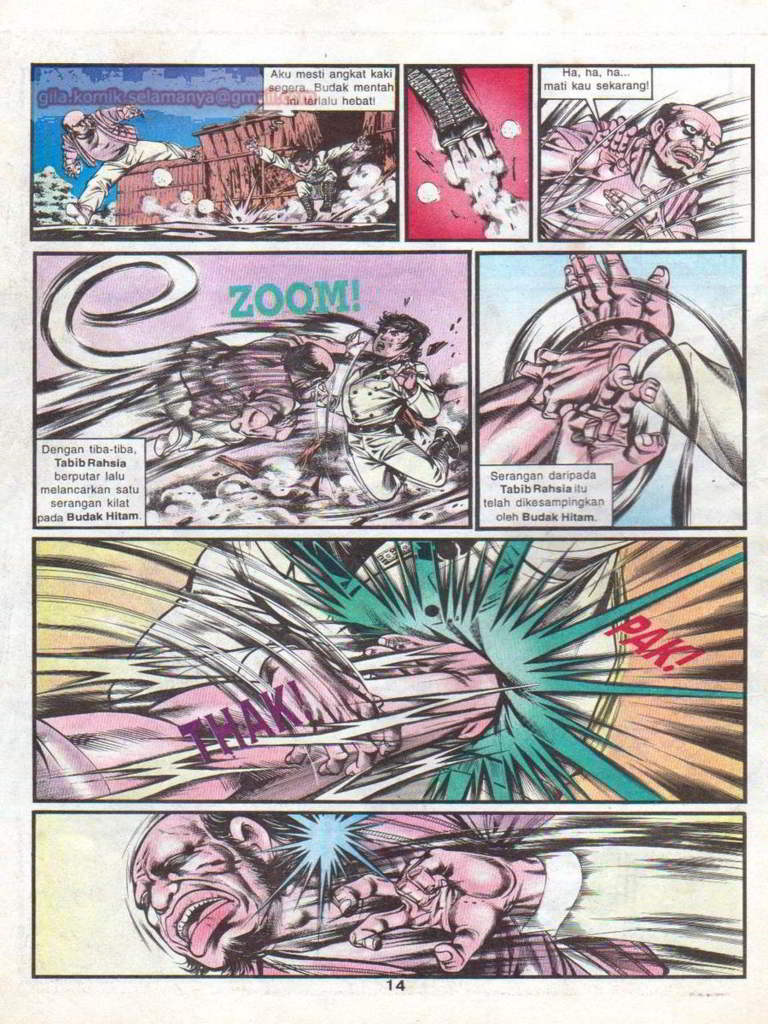 Aku mesti angkat kaki
segera. Budak mentah
ini terlalu hebat!
gila.komik.selamanya@gmail
Ha, ha, ha...
mati kau sekarang!
ZOOM!
Dengan tiba-tiba,
Tabib Rahsia
berputar lalu
melancarkan satu
serangan kilat
pada Budak Hitam.
Serangan daripada
Tabib Rahsia itu
telah dikesampingkan
oleh Budak Hitam.
PAK!
THAK!
14